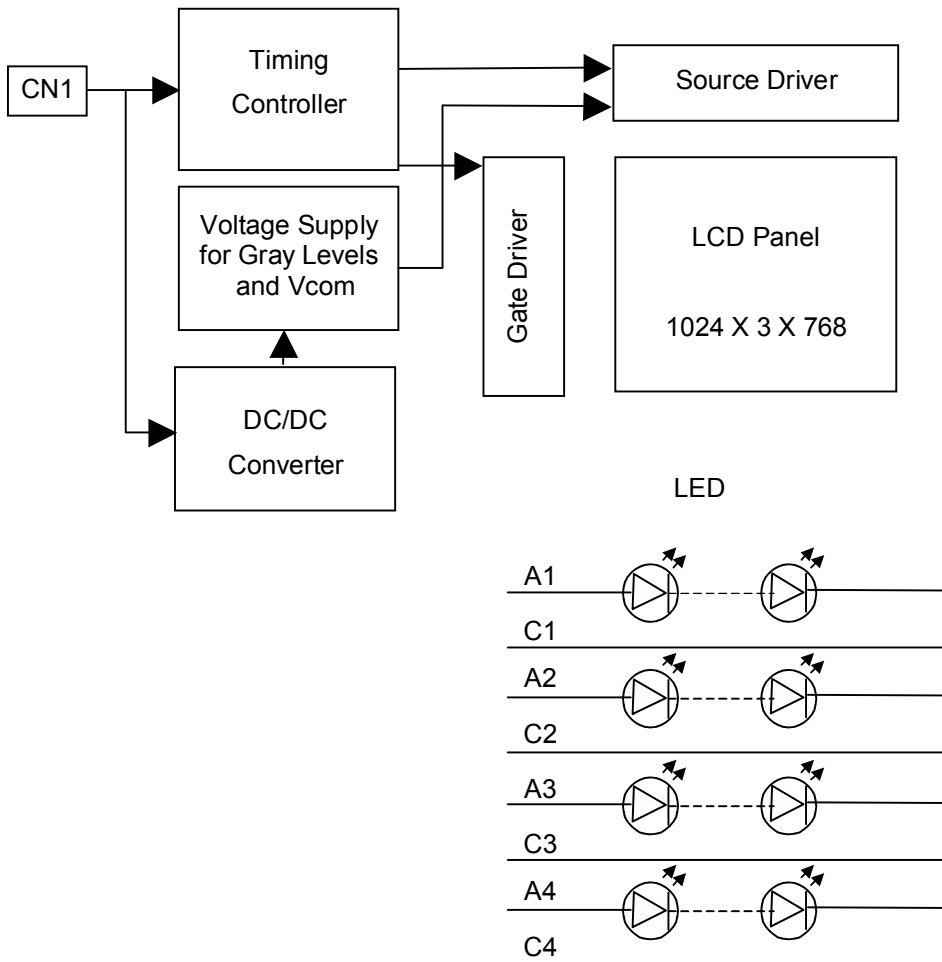 CN1
Timing
Controller
Source Driver
Voltage Supply
for Gray Levels
and Vcom
Gate Driver
LCD Panel
1024 X 3 X 768
DC/DC
Converter
LED
A1
C1
A2
C2
A3
C3
A4
C4